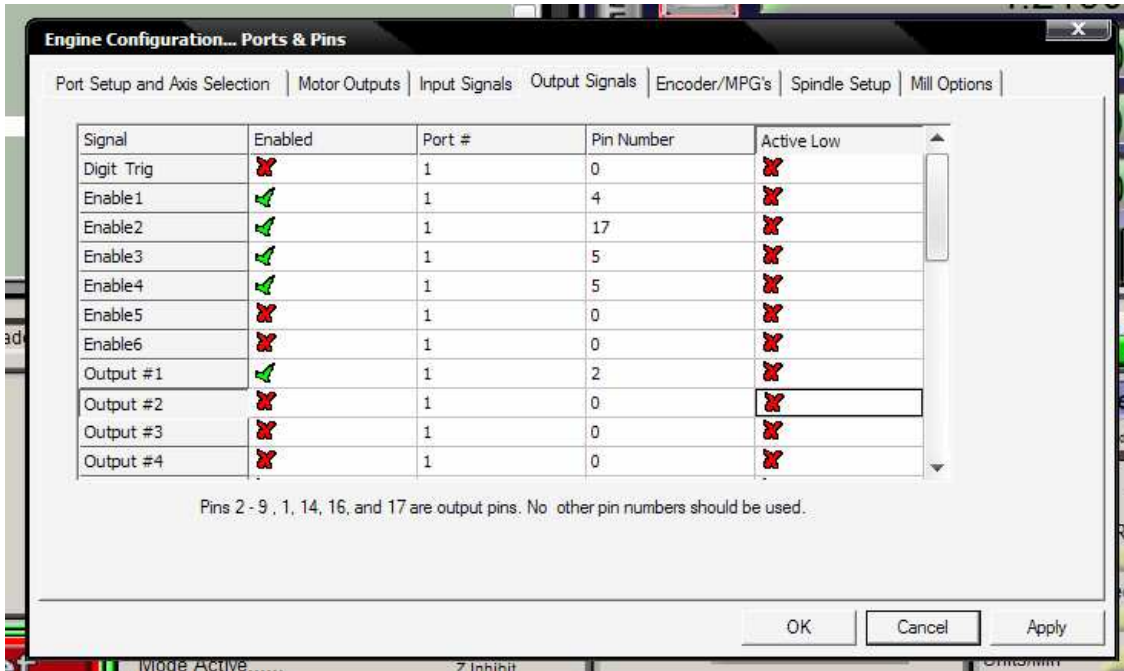 Engine Configuration... Ports & Pins
X
Port Setup and Axis Selection Motor Outputs Input Signals Output Signals Encoder/MPG's Spindle Setup Mill Options
Signal Enabled Port # Pin Number Active Low
Digit Trig 1 0
Enable1 1 4
Enable2 1 17
Enable3 1 5
Enable4 1 5
Enable5 1 0
Enable6 1 0
Output #1 1 2
Output #2 1 0
Output #3 1 0
Output #4 1 0
Pins 2 - 9 , 1, 14, 16, and 17 are output pins. No other pin numbers should be used.
OK Cancel Apply
Mode Active...... Z Inhibit Units/Min